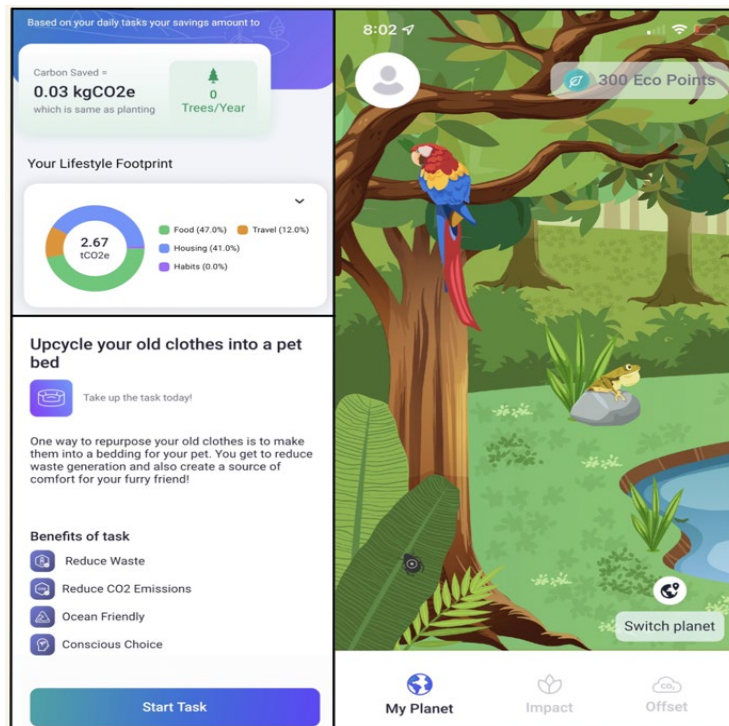 Based on your daily tasks your savings amount to
Carbon Saved =
0.03 kgCO2e
which is same as planting
0
Trees/Year
Your Lifestyle Footprint
2.67
tCO2e
Food (47.0%)
Travel (12.0%)
Housing (41.0%)
Habits (0.0%)
Upcycle your old clothes into a pet
bed
Take up the task today!
One way to repurpose your old clothes is to make
them into a bedding for your pet. You get to reduce
waste generation and also create a source of
comfort for your furry friend!
Benefits of task
Reduce Waste
Reduce CO2 Emissions
Ocean Friendly
Conscious Choice
Start Task
8:02
300 Eco Points
Switch planet
My Planet
Impact
CO₂
Offset